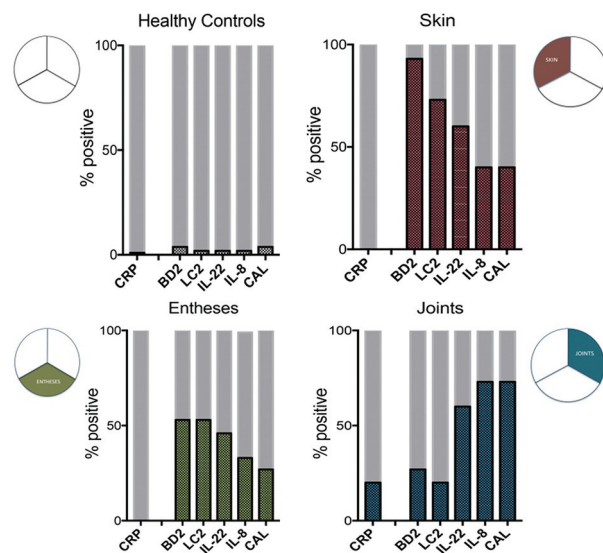 Healthy Controls
% positive
100
50
0
CRP
BD2
LC2
IL-22
IL-8
CAL
Skin
SKIN
% positive
100
50
0
CRP
BD2
LC2
IL-22
IL-8
CAL
Entheses
ENTHESES
% positive
100
50
0
CRP
BD2
LC2
IL-22
IL-8
CAL
Joints
JOINTS
% positive
100
50
0
CRP
BD2
LC2
IL-22
IL-8
CAL